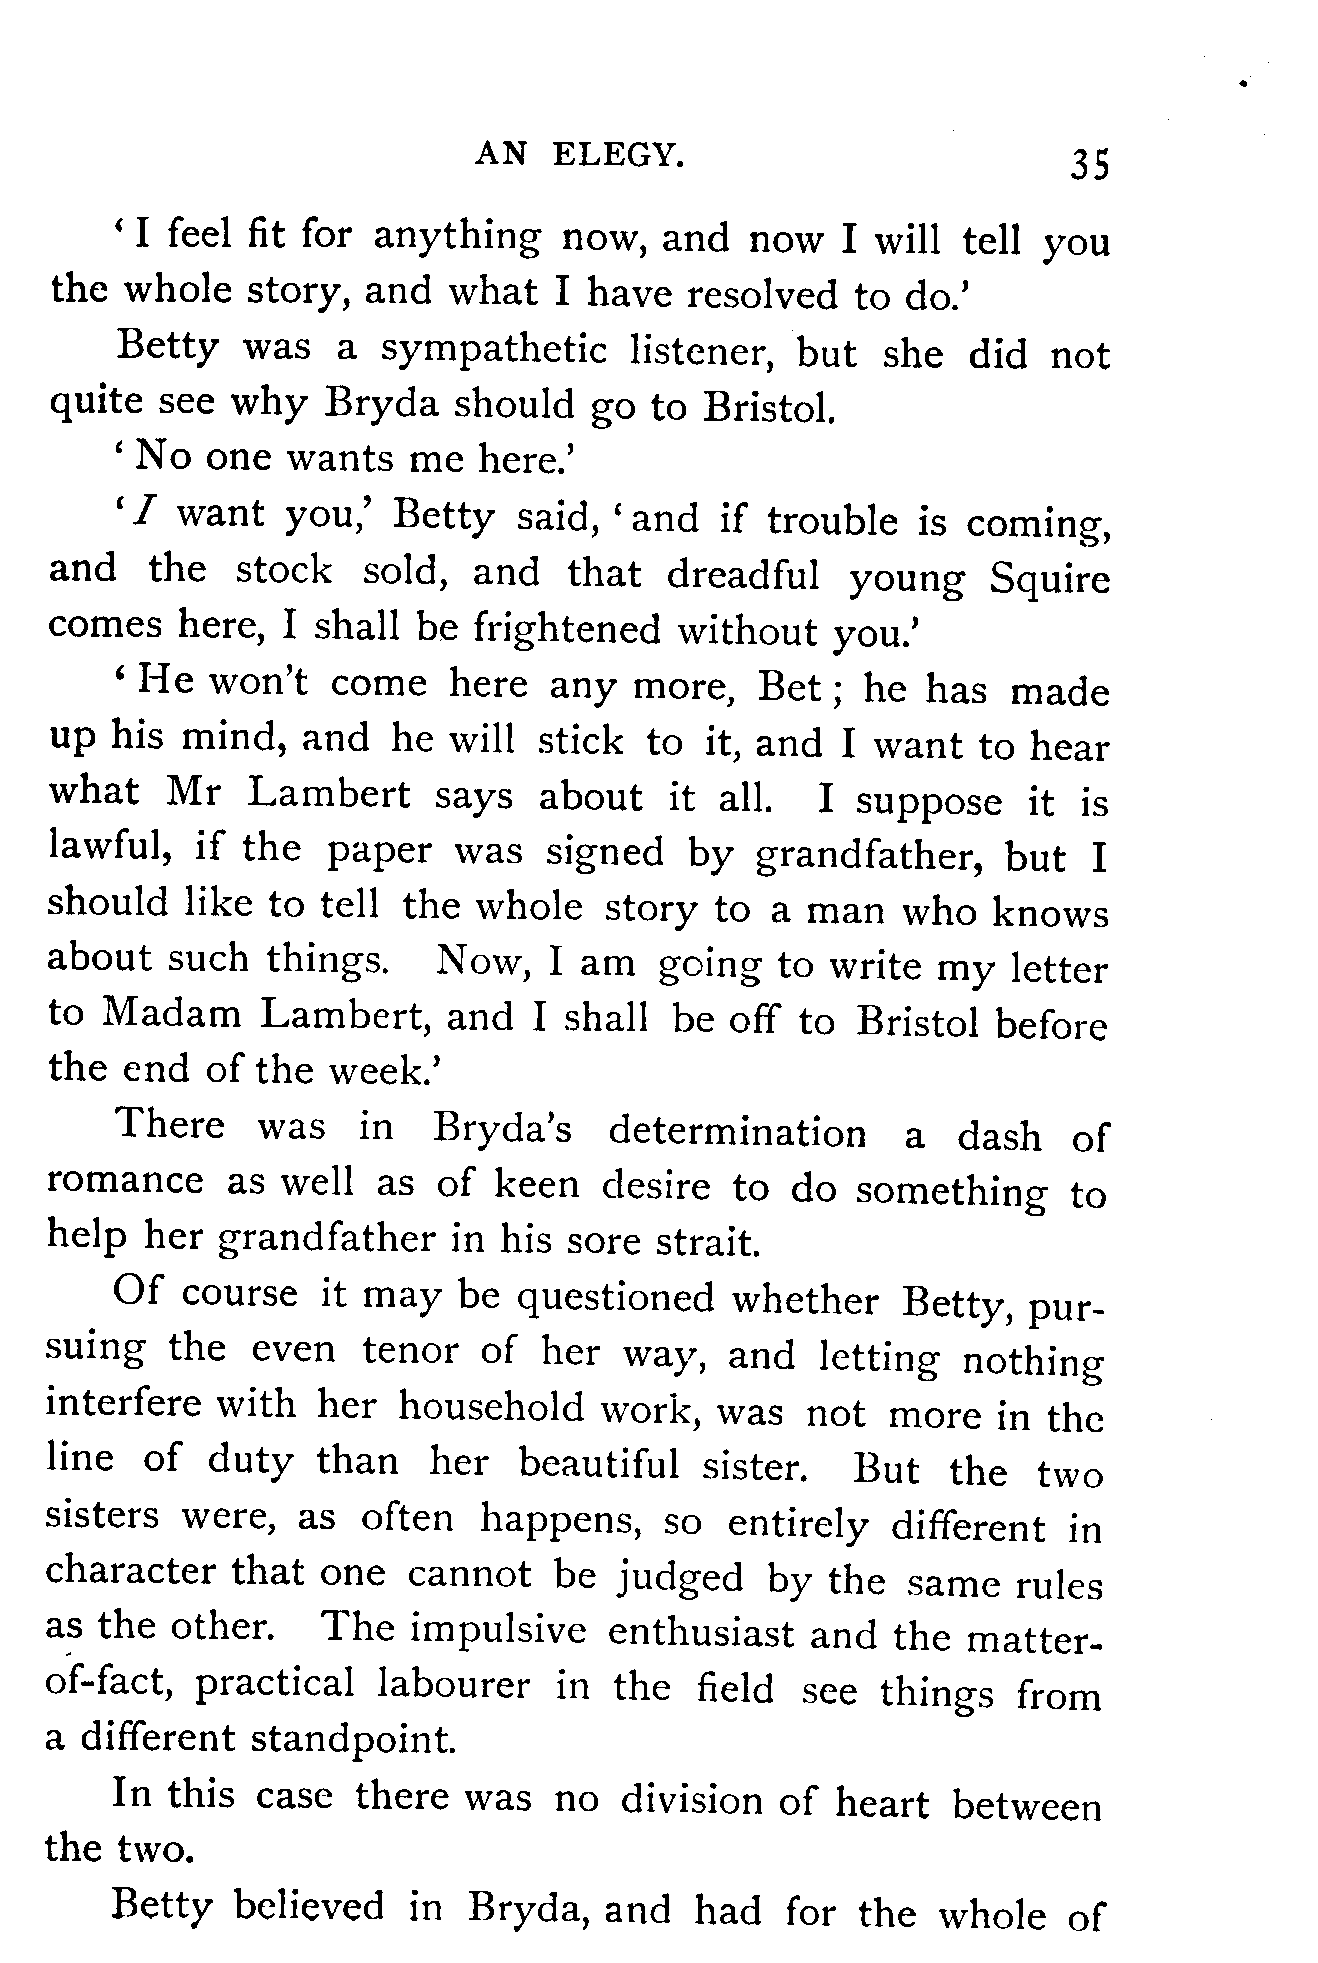 AN ELEGY. 35
‘ I feel fit for anything now, and now I will tell you
the whole story, and what I have resolved to do.’
Betty was a sympathetic listener, but she did not
quite see why Bryda should go to Bristol.
‘ No one wants me here.’
‘ I want you,’ Betty said, ‘ and if trouble is coming,
and the stock sold, and that dreadful young Squire
comes here, I shall be frightened without you.’
‘ He won’t come here any more, Bet ; he has made
up his mind, and he will stick to it, and I want to hear
what Mr Lambert says about it all. I suppose it is
lawful, if the paper was signed by grandfather, but I
should like to tell the whole story to a man who knows
about such things. Now, I am going to write my letter
to Madam Lambert, and I shall be off to Bristol before
the end of the week.’
There was in Bryda’s determination a dash of
romance as well as of keen desire to do something to
help her grandfather in his sore strait.
Of course it may be questioned whether Betty, pur-
suing the even tenor of her way, and letting nothing
interfere with her household work, was not more in the
line of duty than her beautiful sister. But the two
sisters were, as often happens, so entirely different in
character that one cannot be judged by the same rules
as the other. The impulsive enthusiast and the matter-
of-fact, practical labourer in the field see things from
a different standpoint.
In this case there was no division of heart between
the two.
Betty believed in Bryda, and had for the whole of